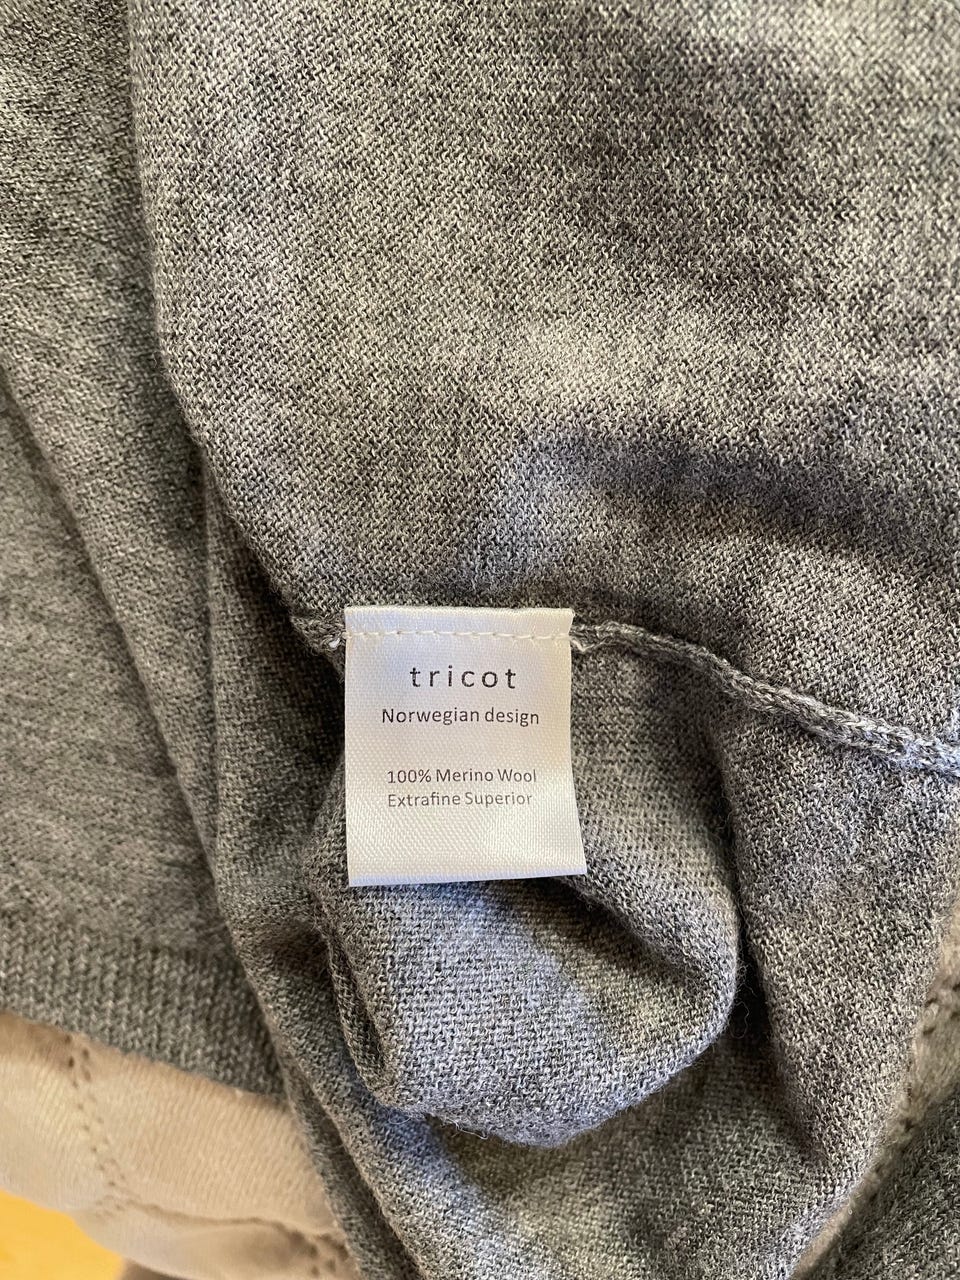 tricot
Norwegian design
100% Merino Wool
Extrafine Superior